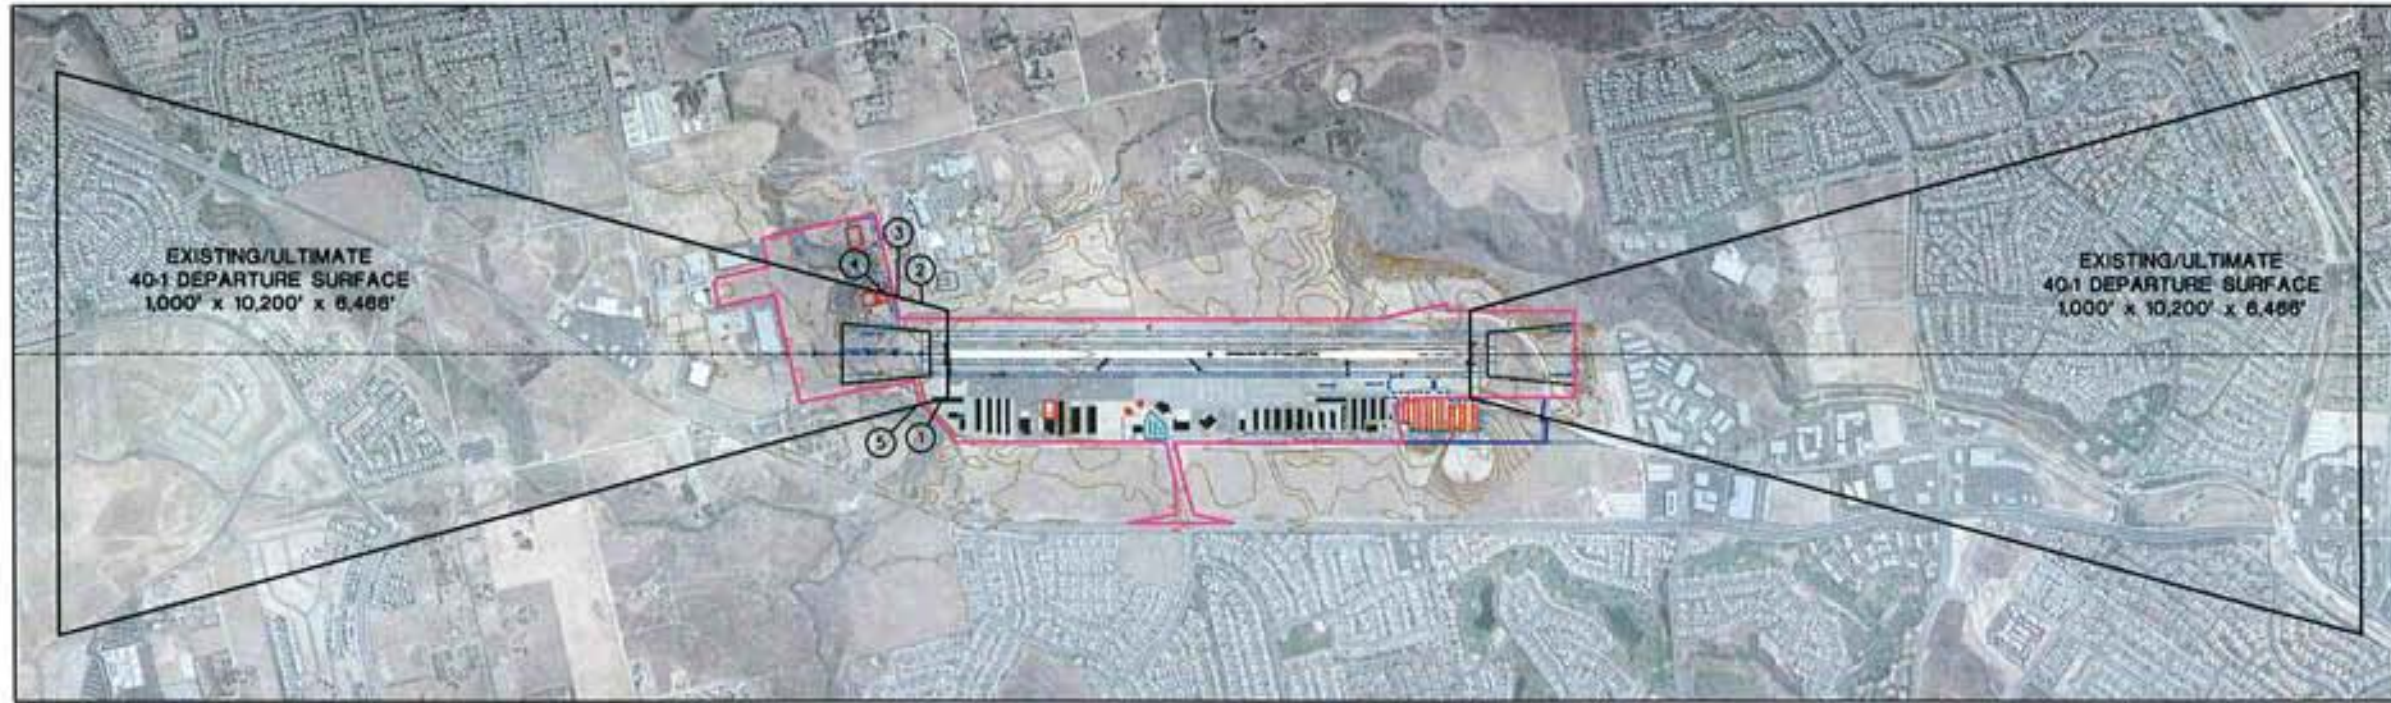 EXISTING/ULTIMATE
40:1 DEPARTURE SURFACE
1,000' x 10,200' x 6,466'
3
4
2
5
1
EXISTING/ULTIMATE
40:1 DEPARTURE SURFACE
1,000' x 10,200' x 6,466'